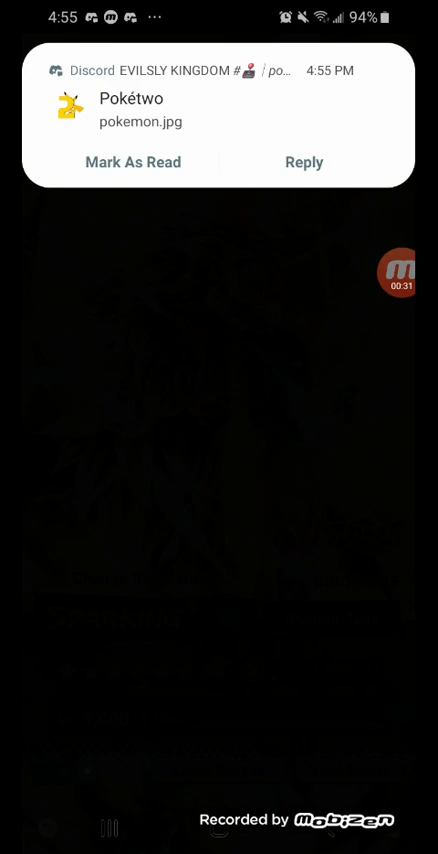 4:55 94%
Discord EVILSLY KINGDOM # / po... 4:55 PM
Pokétwo
pokemon.jpg
Mark As Read Reply
00:31
Recorded by MOBIZEN